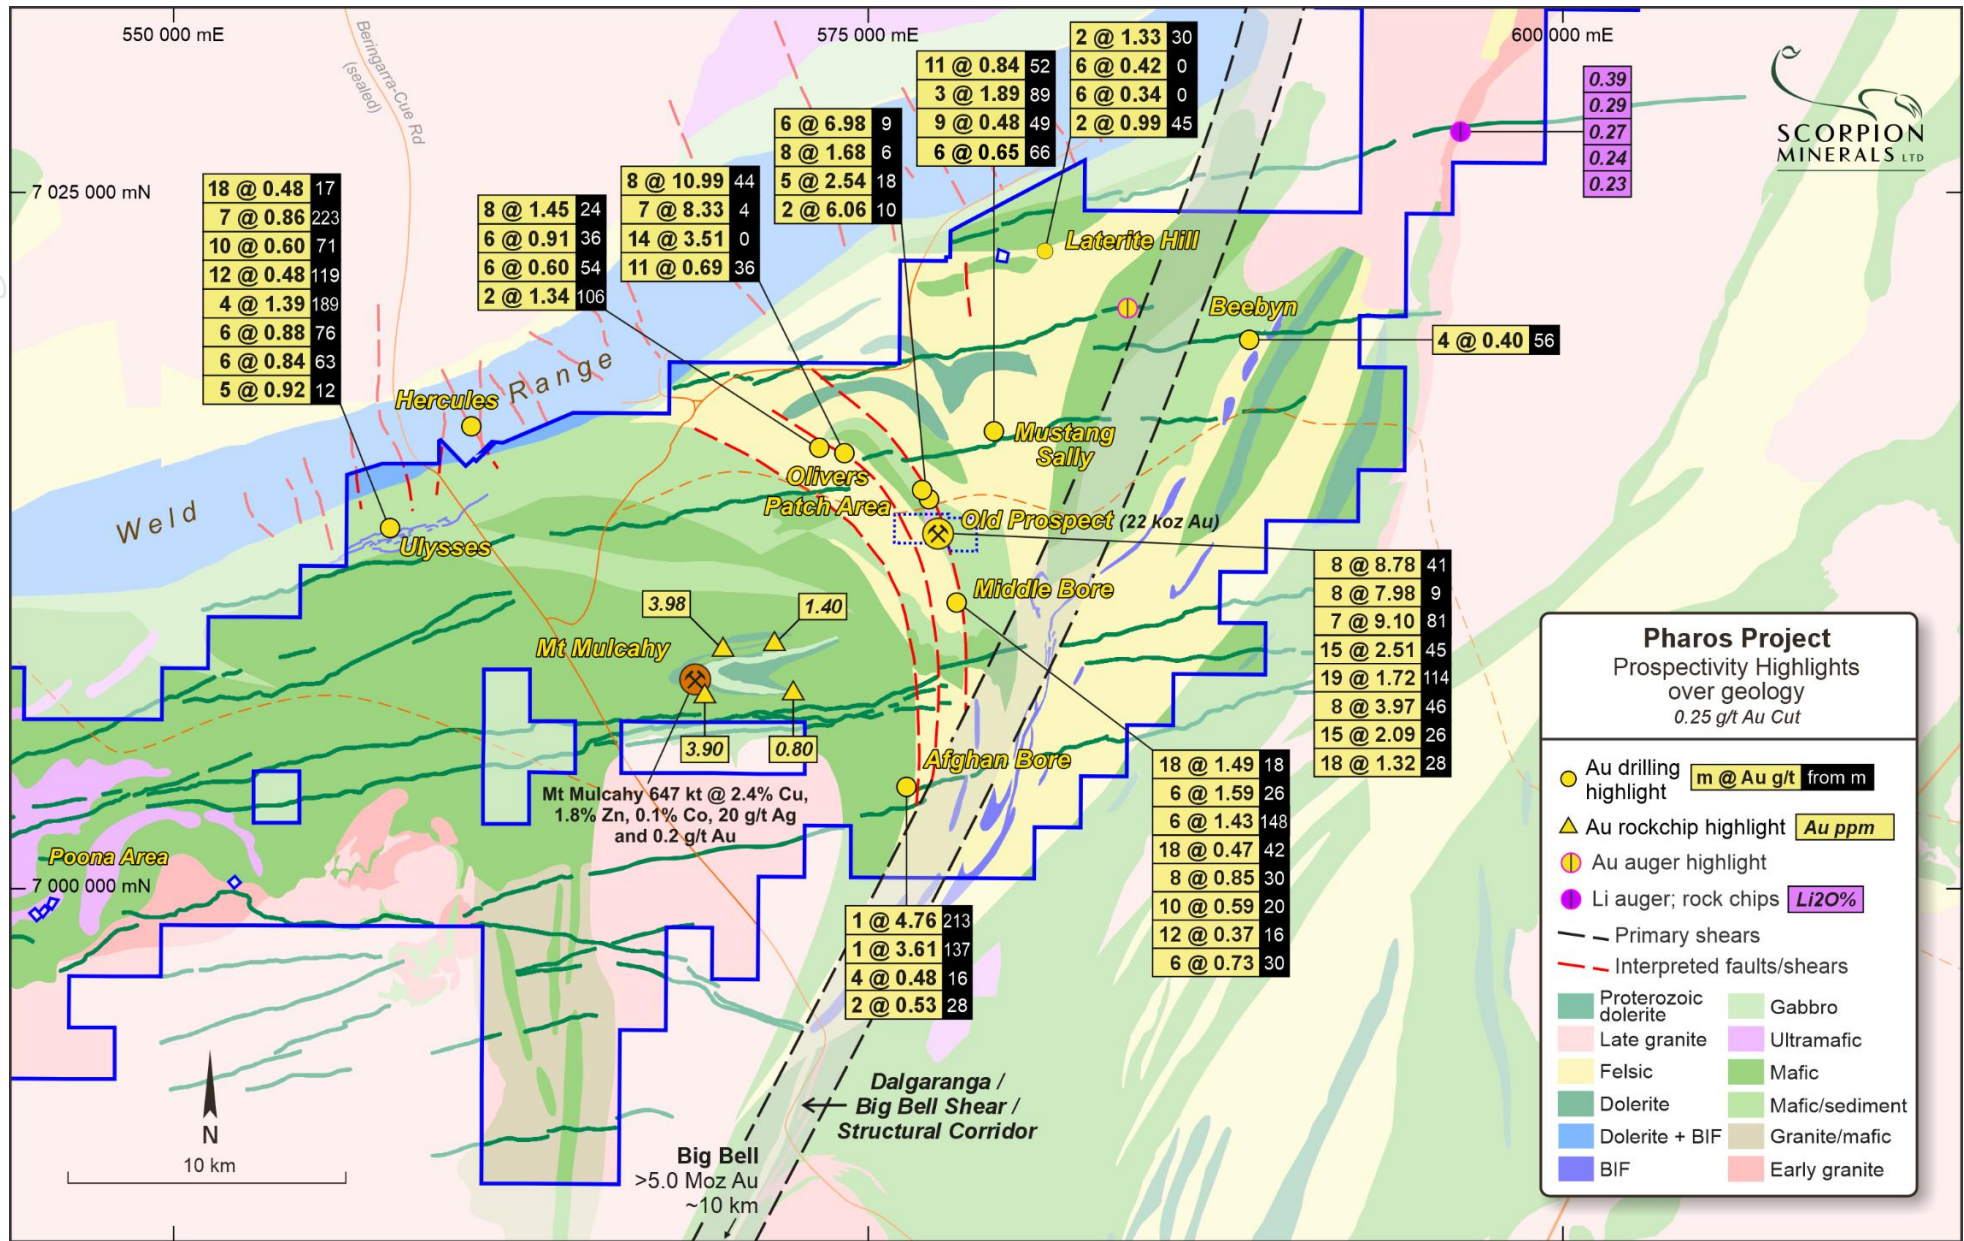 550 000 mE
575 000 mE
600 000 mE
Beringarra-Cue Rd
(sealed)
SCORPION
MINERALS LTD
7 025 000 mN
18 @ 0.48 17
7 @ 0.86 223
10 @ 0.60 71
12 @ 0.48 119
4 @ 1.39 189
6 @ 0.88 76
6 @ 0.84 63
5 @ 0.92 12
8 @ 1.45 24
6 @ 0.91 36
6 @ 0.60 54
2 @ 1.34 106
8 @ 10.99 44
7 @ 8.33 4
14 @ 3.51 0
11 @ 0.69 36
6 @ 6.98 9
8 @ 1.68 6
5 @ 2.54 18
2 @ 6.06 10
11 @ 0.84 52
3 @ 1.89 89
9 @ 0.48 49
6 @ 0.65 66
2 @ 1.33 30
6 @ 0.42 0
6 @ 0.34 0
2 @ 0.99 45
0.39
0.29
0.27
0.24
0.23
Laterite Hill
Beebyn
4 @ 0.40 56
Hercules
Weld Range
Ulysses
Mustang
Sally
Olivers
Patch Area
Old Prospect (22 koz Au)
Middle Bore
8 @ 8.78 41
8 @ 7.98 9
7 @ 9.10 81
15 @ 2.51 45
19 @ 1.72 114
8 @ 3.97 46
15 @ 2.09 26
18 @ 1.32 28
3.98
1.40
Mt Mulcahy
3.90
0.80
Afghan Bore
Mt Mulcahy 647 kt @ 2.4% Cu,
1.8% Zn, 0.1% Co, 20 g/t Ag
and 0.2 g/t Au
18 @ 1.49 18
6 @ 1.59 26
6 @ 1.43 148
18 @ 0.47 42
8 @ 0.85 30
10 @ 0.59 20
12 @ 0.37 16
6 @ 0.73 30
Poona Area
7 000 000 mN
1 @ 4.76 213
1 @ 3.61 137
4 @ 0.48 16
2 @ 0.53 28
N
10 km
Dalgaranga /
Big Bell Shear /
Structural Corridor
Big Bell
>5.0 Moz Au
~10 km
Pharos Project
Prospectivity Highlights
over geology
0.25 g/t Au Cut
Au drilling
highlight
m @ Au g/t from m
Au rockchip highlight Au ppm
Au auger highlight
Li auger; rock chips Li2O%
Primary shears
Interpreted faults/shears
Proterozoic
dolerite
Gabbro
Late granite
Ultramafic
Felsic
Mafic
Dolerite
Mafic/sediment
Dolerite + BIF
Granite/mafic
BIF
Early granite